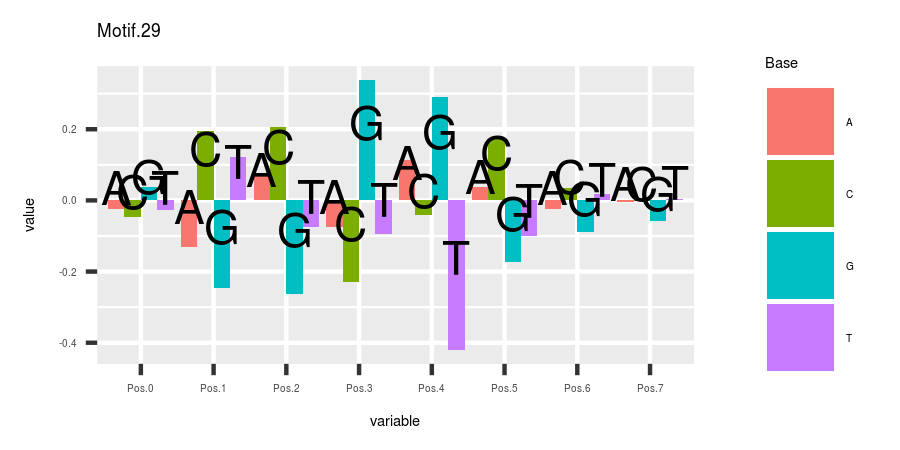 Motif.29
Base
A
C
G
T
value
0.2
0.0
-0.2
-0.4
A C G T A C G T A C G T A C G T A C G T A C G T A C G T A C G T
Pos.0 Pos.1 Pos.2 Pos.3 Pos.4 Pos.5 Pos.6 Pos.7
variable